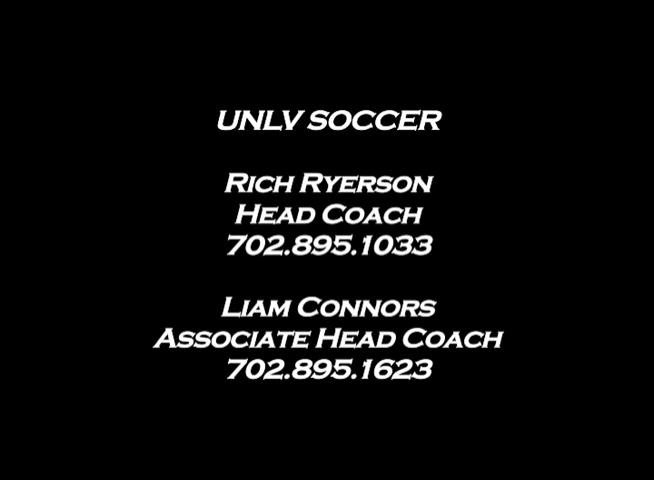 UNLV SOCCER
RICH RYERSON
HEAD COACH
702.895.1033
LIAM CONNORS
ASSOCIATE HEAD COACH
702.895.1623